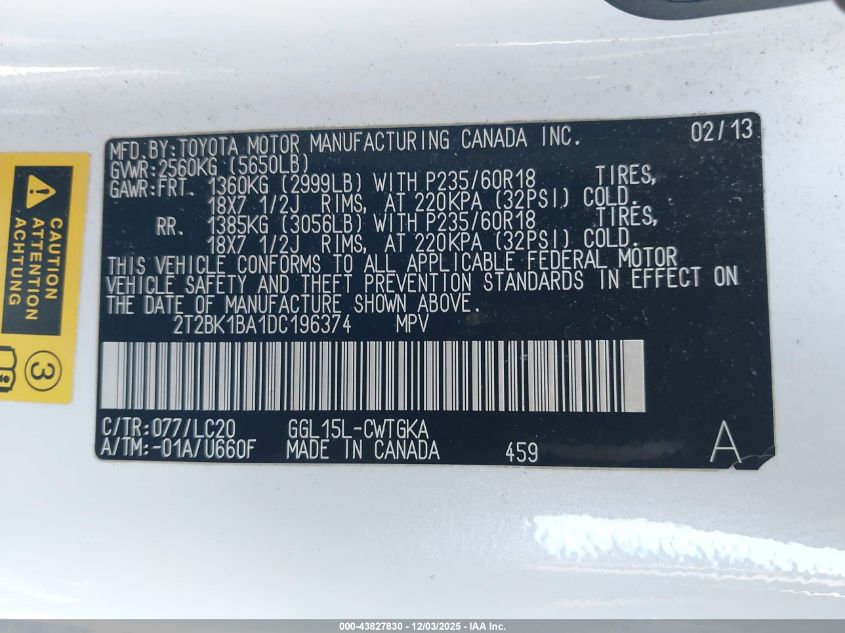 MFD.BY:TOYOTA MOTOR MANUFACTURING CANADA INC. 02/13
GVWR:2560KG (5650LB)
GAWR:FRT. 1360KG (2999LB) WITH P235/60R18 TIRES,
18X7 1/2J RIMS, AT 220KPA (32PSI) COLD.
RR. 1385KG (3056LB) WITH P235/60R18 TIRES,
18X7 1/2J RIMS, AT 220KPA (32PSI) COLD.
THIS VEHICLE CONFORMS TO ALL APPLICABLE FEDERAL MOTOR
VEHICLE SAFETY AND THEFT PREVENTION STANDARDS IN EFFECT ON
THE DATE OF MANUFACTURE SHOWN ABOVE.
2T2BK1BA1DC196374 MPV
C/TR:077/LC20 GGL15L-CWTGKA
A/TM:-01A/U660F MADE IN CANADA 459 A
CAUTION
ATTENTION
ACHTUNG
3
000-43827830 - 12/03/2025 - IAA Inc.